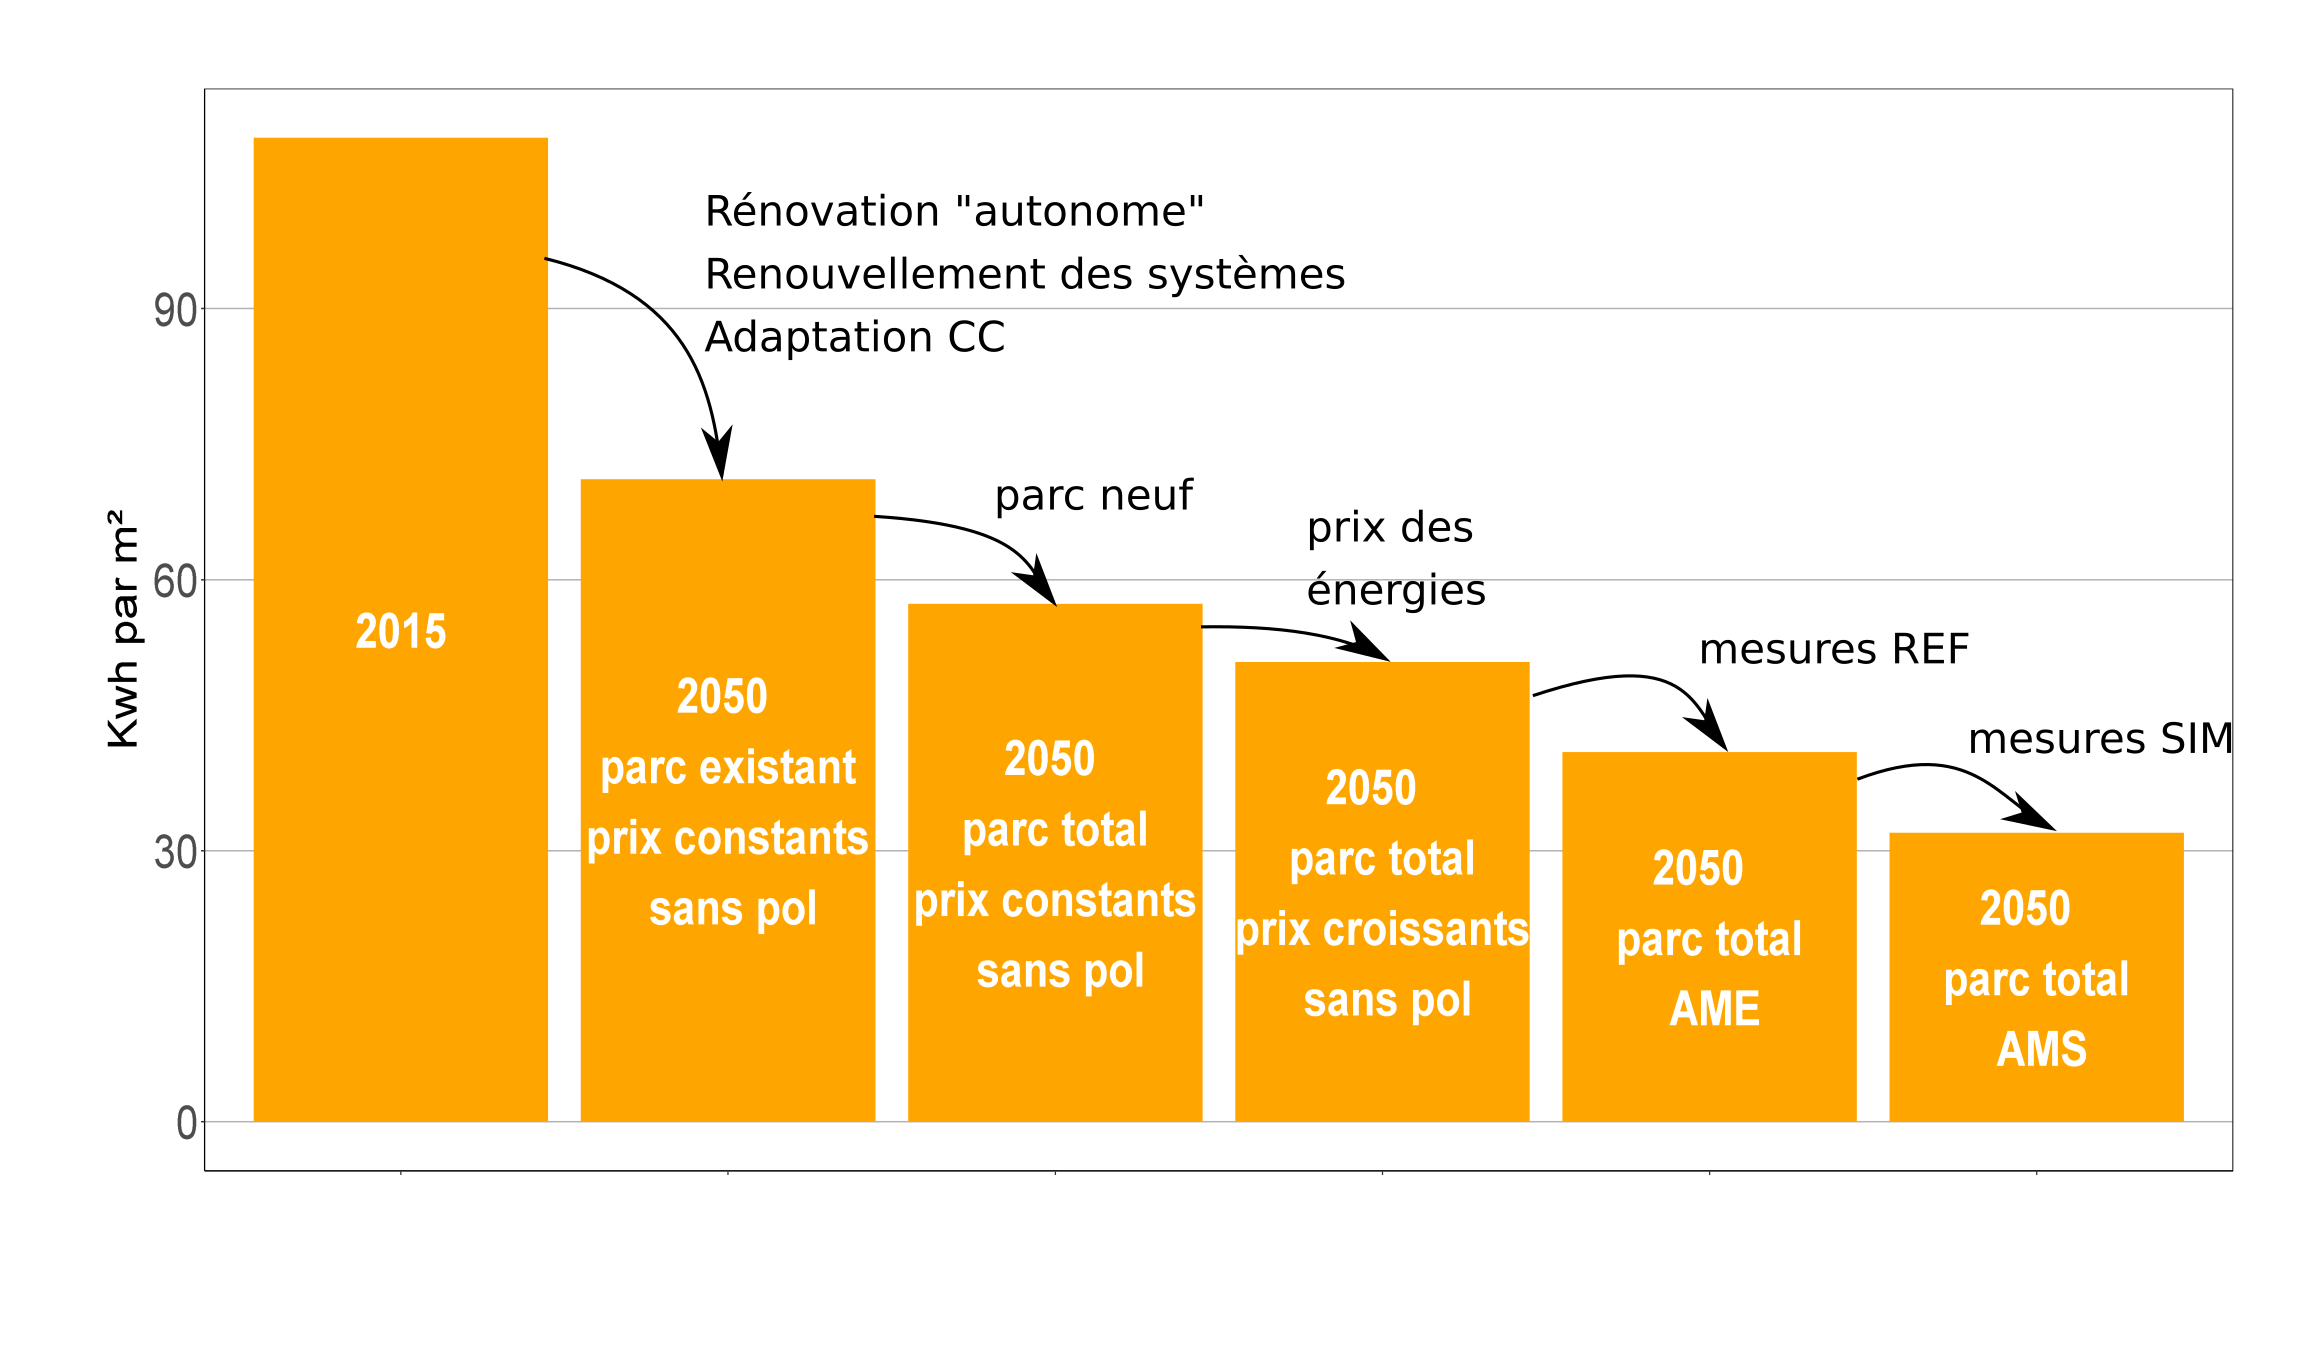 Rénovation "autonome"
Renouvellement des systèmes
Adaptation CC
parc neuf
prix des
énergies
mesures REF
mesures SIM
Kwh par m²
90
60
30
0
2015
2050
parc existant
prix constants
sans pol
2050
parc total
prix constants
sans pol
2050
parc total
prix croissants
sans pol
2050
parc total
AME
2050
parc total
AMS